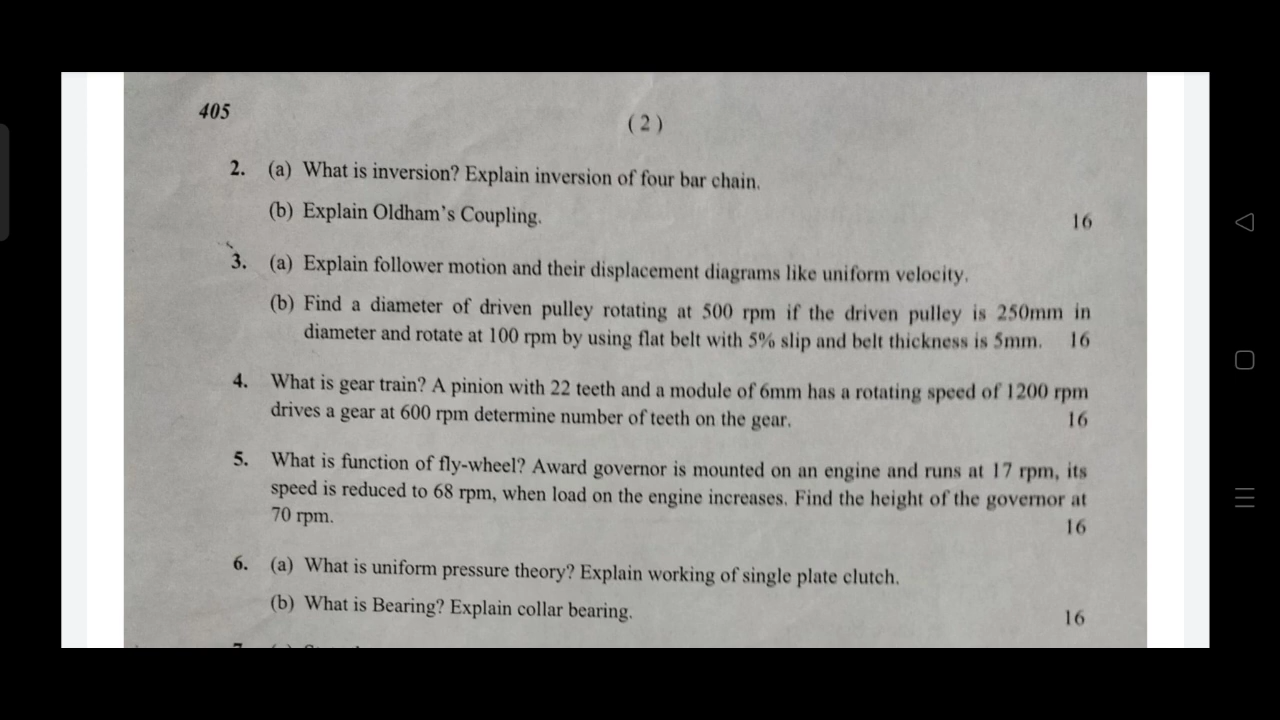 405
( 2 )
2. (a) What is inversion? Explain inversion of four bar chain.
(b) Explain Oldham's Coupling. 16
3. (a) Explain follower motion and their displacement diagrams like uniform velocity.
(b) Find a diameter of driven pulley rotating at 500 rpm if the driven pulley is 250mm in
diameter and rotate at 100 rpm by using flat belt with 5% slip and belt thickness is 5mm. 16
4. What is gear train? A pinion with 22 teeth and a module of 6mm has a rotating speed of 1200 rpm
drives a gear at 600 rpm determine number of teeth on the gear. 16
5. What is function of fly-wheel? Award governor is mounted on an engine and runs at 17 rpm, its
speed is reduced to 68 rpm, when load on the engine increases. Find the height of the governor at
70 rpm. 16
6. (a) What is uniform pressure theory? Explain working of single plate clutch.
(b) What is Bearing? Explain collar bearing. 16